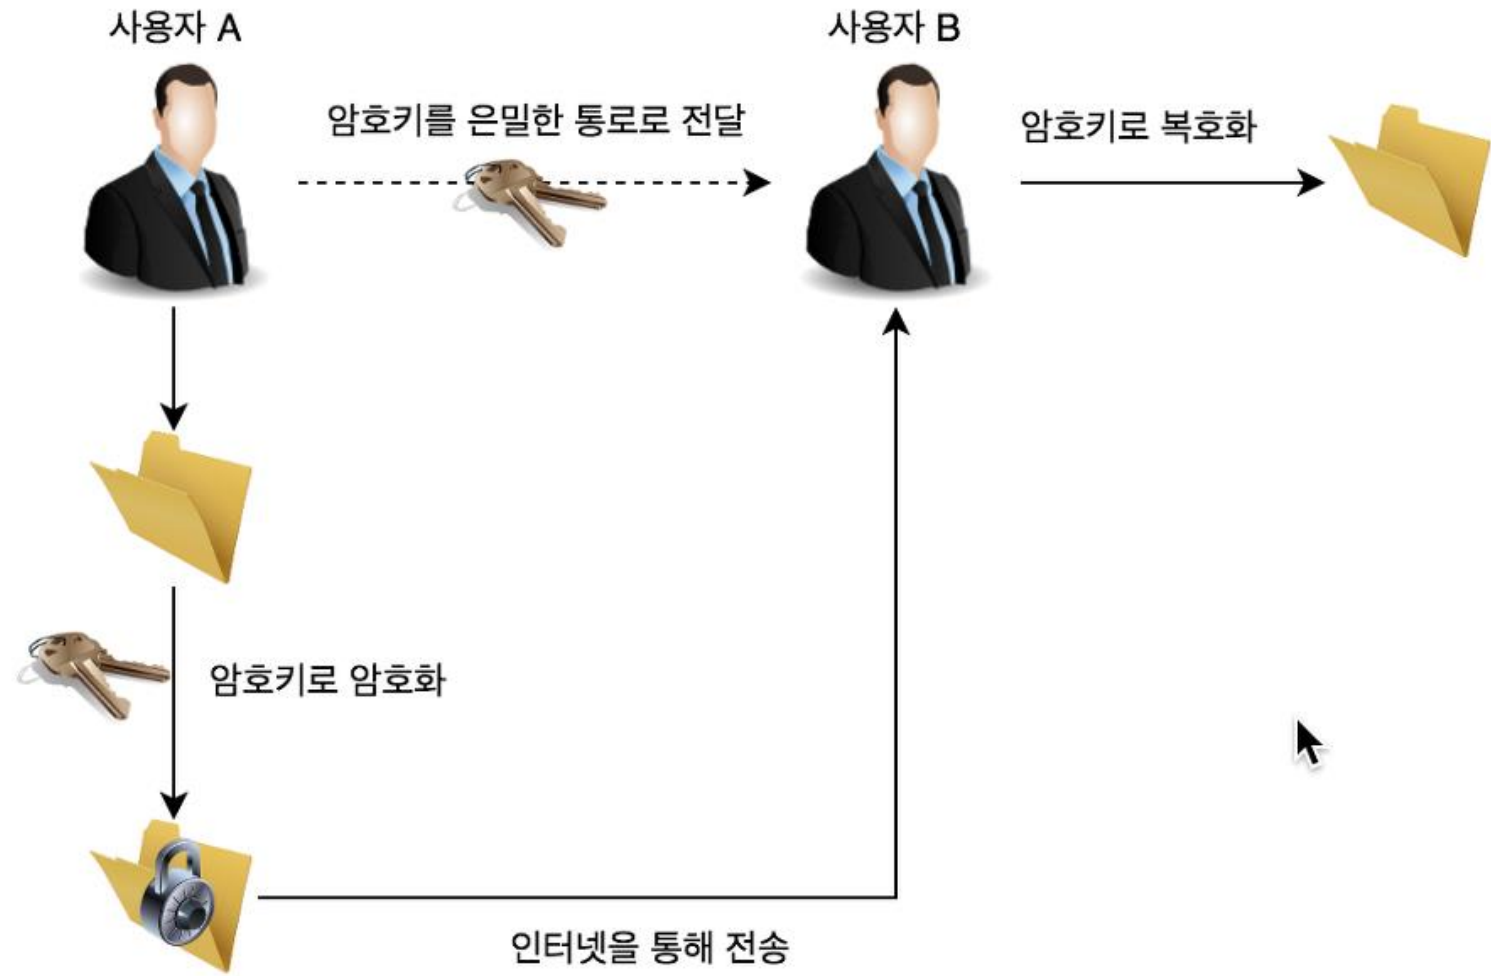 사용자 A
사용자 B
암호키를 은밀한 통로로 전달
암호키로 복호화
암호키로 암호화
인터넷을 통해 전송